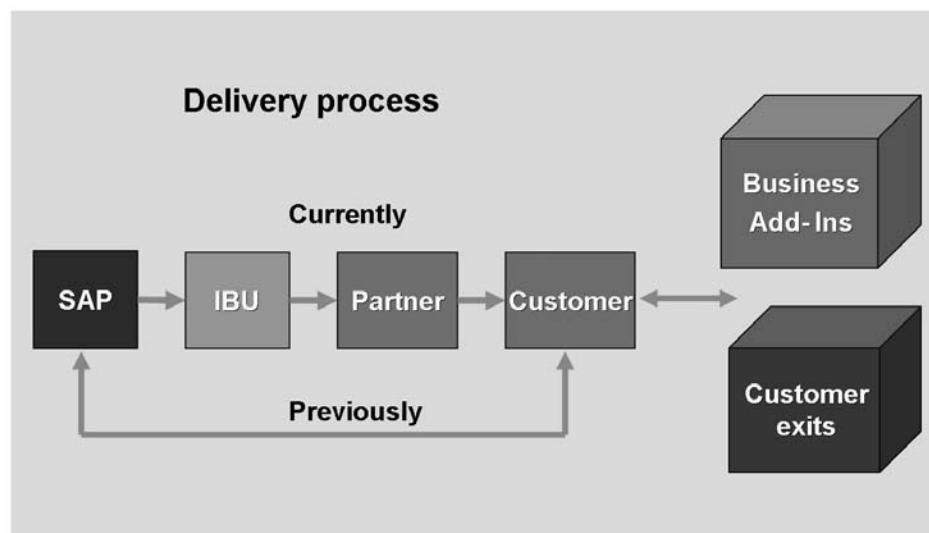 Delivery process
Business
Add-Ins
Currently
SAP
IBU
Partner
Customer
Previously
Customer
exits